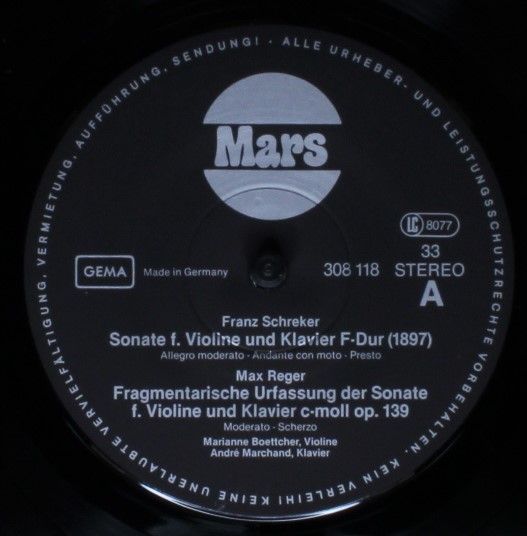 ALLE URHEBER- UND LEISTUNGSSCHUTZRECHTE VORBEHALTEN. KEIN VERLEIH! KEINE UNERLAUBTE VERVIELFÄLTIGUNG, VERMIETUNG, AUFFÜHRUNG, SENDUNG! ·
Mars
LC 8077
GEMA
Made in Germany
308 118
33
STEREO
A
Franz Schreker
Sonate f. Violine und Klavier F-Dur (1897)
Allegro moderato · Andante con moto · Presto
Max Reger
Fragmentarische Urfassung der Sonate
f. Violine und Klavier c-moll op. 139
Moderato · Scherzo
Marianne Boettcher, Violine
André Marchand, Klavier